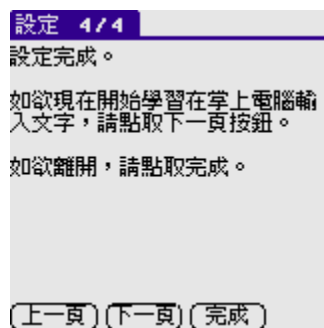 設定 4/4
設定完成。
如欲現在開始學習在掌上電腦輸
入文字,請點取下一頁按鈕。
如欲離開,請點取完成。
上一頁 下一頁 完成